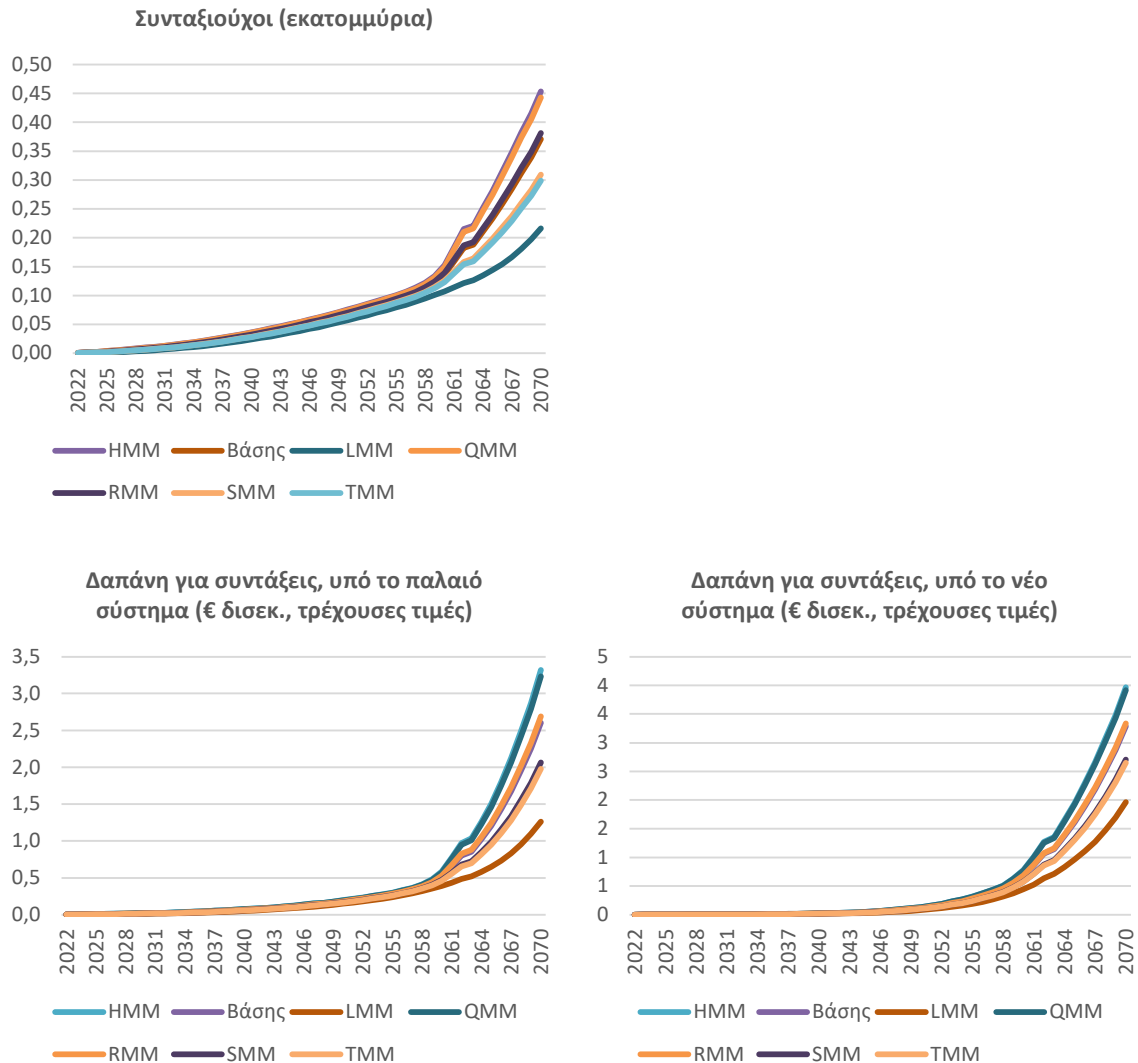 Συνταξιούχοι (εκατομμύρια)
0,50
0,45
0,40
0,35
0,30
0,25
0,20
0,15
0,10
0,05
0,00
2022 2025 2028 2031 2034 2037 2040 2043 2046 2049 2052 2055 2058 2061 2064 2067 2070
HMM Βάσης LMM QMM
RMM SMM TMM
Δαπάνη για συντάξεις, υπό το παλαιό
σύστημα (€ δισεκ., τρέχουσες τιμές)
3,5
3,0
2,5
2,0
1,5
1,0
0,5
0,0
2022 2025 2028 2031 2034 2037 2040 2043 2046 2049 2052 2055 2058 2061 2064 2067 2070
HMM Βάσης LMM QMM
RMM SMM TMM
Δαπάνη για συντάξεις, υπό το νέο
σύστημα (€ δισεκ., τρέχουσες τιμές)
5
4
4
3
3
2
2
1
1
0
2022 2025 2028 2031 2034 2037 2040 2043 2046 2049 2052 2055 2058 2061 2064 2067 2070
HMM Βάσης LMM QMM
RMM SMM TMM